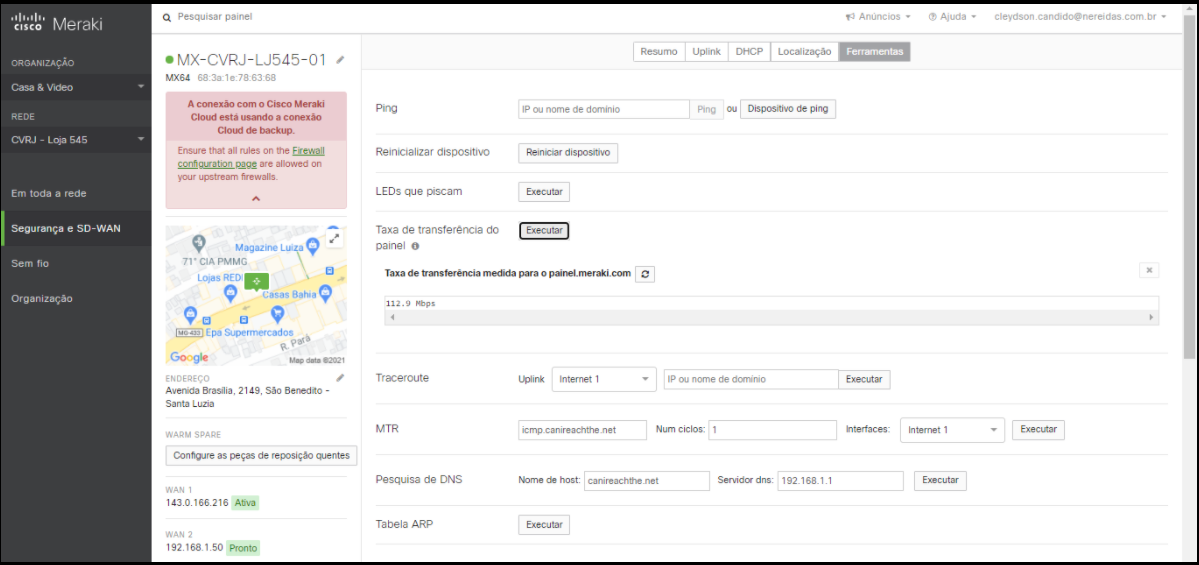 cisco Meraki
ORGANIZAÇÃO
Casa & Video
REDE
CVRJ - Loja 545
Em toda a rede
Segurança e SD-WAN
Sem fio
Organização
Pesquisar painel
Anúncios
Ajuda
cleydson.candido@nereidas.com.br
MX-CVRJ-LJ545-01
MX64 68:3a:1e:78:63:68
A conexão com o Cisco Meraki
Cloud está usando a conexão
Cloud de backup.
Ensure that all rules on the Firewall
configuration page are allowed on
your upstream firewalls.
Magazine Luiza
71° CIA PMMG
Lojas REDE
Casas Bahia
MG-433 Epa Supermercados
R. Pará
Google
Map data ©2021
ENDEREÇO
Avenida Brasília, 2149, São Benedito -
Santa Luzia
WARM SPARE
Configure as peças de reposição quentes
WAN 1
143.0.166.216 Ativa
WAN 2
192.168.1.50 Pronto
Resumo Uplink DHCP Localização Ferramentas
Ping IP ou nome de domínio Ping ou Dispositivo de ping
Reinicializar dispositivo Reiniciar dispositivo
LEDs que piscam Executar
Taxa de transferência do
painel
Executar
Taxa de transferência medida para o painel.meraki.com
112.9 Mbps
Traceroute Uplink Internet 1 IP ou nome de domínio Executar
MTR icmp.canireachthe.net Num ciclos: 1 Interfaces: Internet 1 Executar
Pesquisa de DNS Nome de host: canireachthe.net Servidor dns: 192.168.1.1 Executar
Tabela ARP Executar